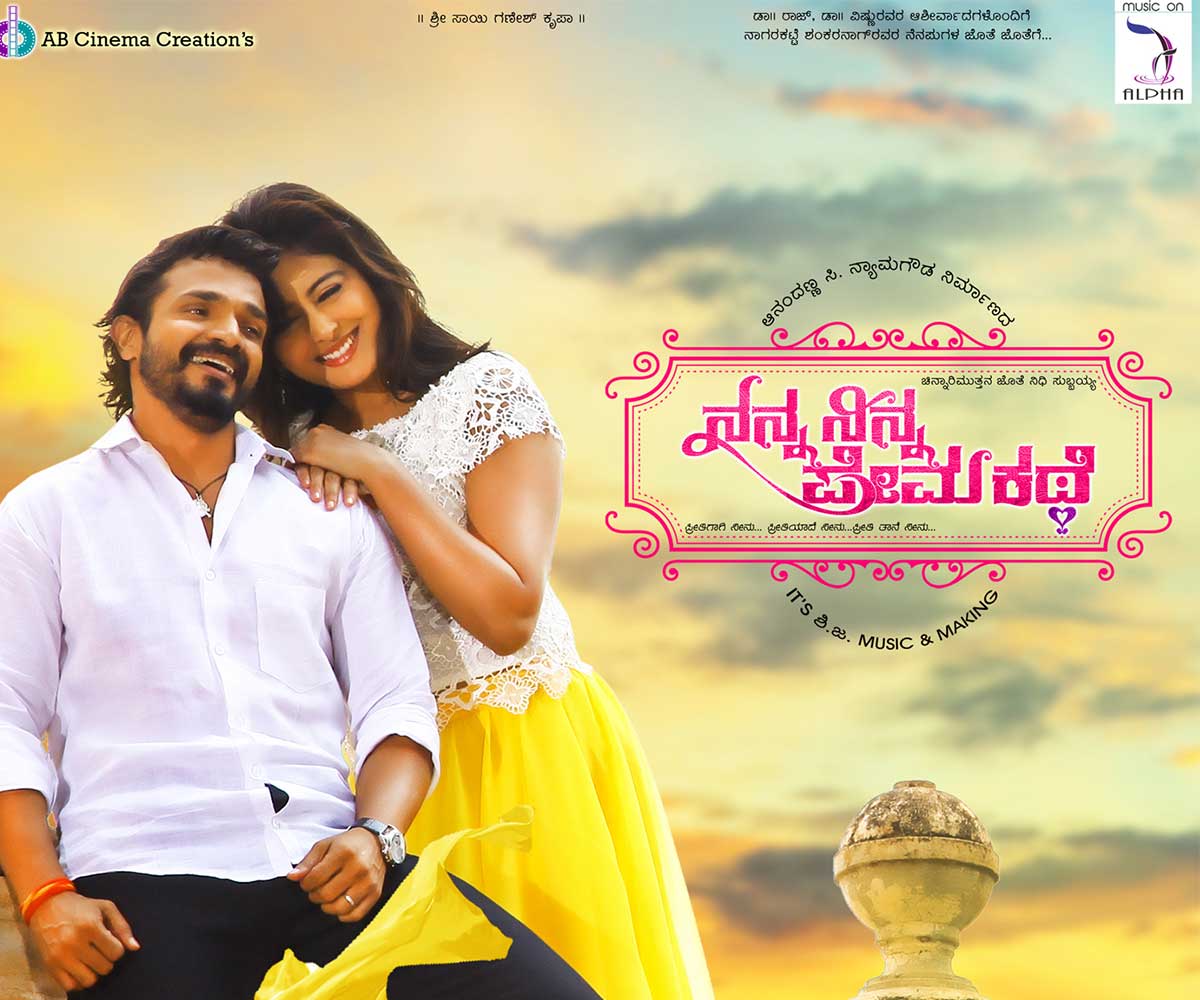 AB Cinema Creation's
॥ ಶ್ರೀ ಸಾಯಿ ಗಣೇಶ್ ಕೃಪಾ ॥
ಡಾ॥ ರಾಜ್, ಡಾ॥ ವಿಷ್ಣುರವರ ಆಶೀರ್ವಾದಗಳೊಂದಿಗೆ
ನಾಗರಕಟ್ಟೆ ಶಂಕರನಾಗ್‌ರವರ ನೆನಪುಗಳ ಜೊತೆ ಜೊತೆಗೆ...
music on
ALPHA
ಆನಂದಣ್ಣ ಸಿ. ನ್ಯಾಮಗೌಡ ನಿರ್ಮಾಣದ
ಚಿನ್ನಾರಿಮುತ್ತನ ಜೊತೆ ನಿಧಿ ಸುಬ್ಬಯ್ಯ
ನನ್ನ ನಿನ್ನ
ಪ್ರೇಮಕಥೆ
ಪ್ರೀತಿಗಾಗಿ ನೀನು... ಪ್ರೀತಿಯಾದೆ ನೀನು...ಪ್ರೀತಿ ತಾನೆ ನೀನು...
IT'S ಶಿ.ಜ. MUSIC & MAKING